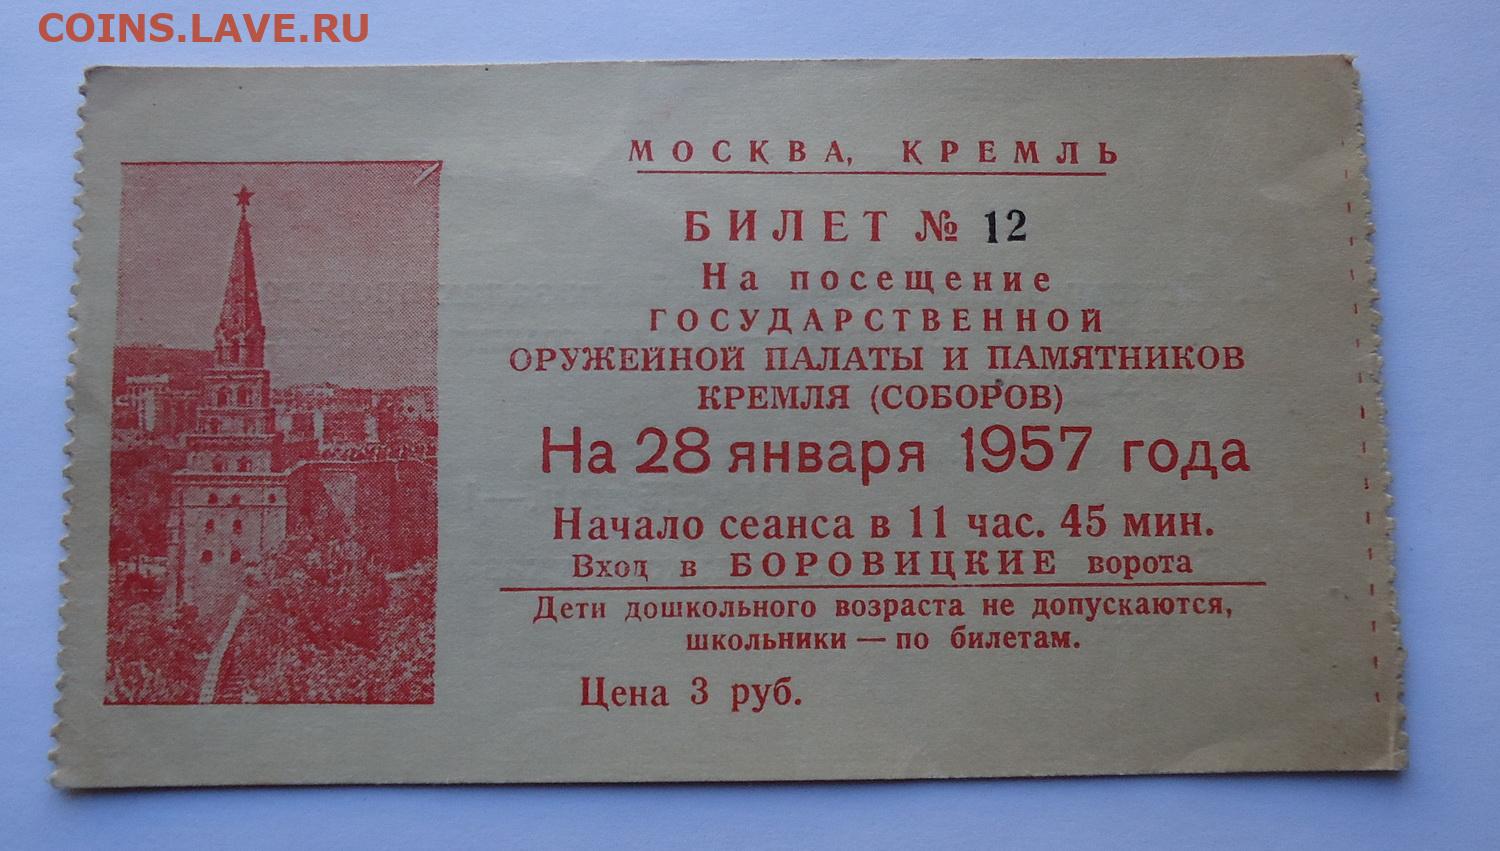 COINS.LAVE.RU
МОСКВА, КРЕМЛЬ
БИЛЕТ № 12
На посещение
ГОСУДАРСТВЕННОЙ
ОРУЖЕЙНОЙ ПАЛАТЫ И ПАМЯТНИКОВ
КРЕМЛЯ (СОБОРОВ)
На 28 января 1957 года
Начало сеанса в 11 час. 45 мин.
Вход в БОРОВИЦКИЕ ворота
Дети дошкольного возраста не допускаются,
школьники — по билетам.
Цена 3 руб.